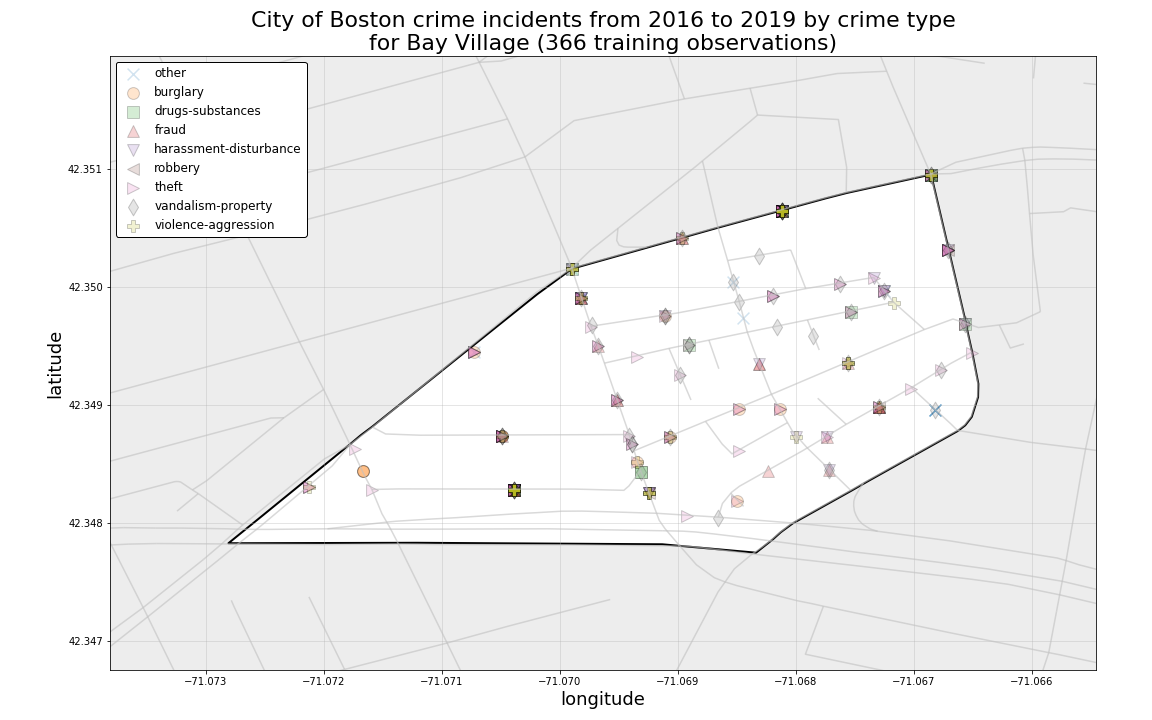 City of Boston crime incidents from 2016 to 2019 by crime type
for Bay Village (366 training observations)
other
burglary
drugs-substances
fraud
harassment-disturbance
robbery
theft
vandalism-property
violence-aggression
latitude
42.351
42.350
42.349
42.348
42.347
−71.073
−71.072
−71.071
−71.070
−71.069
−71.068
−71.067
−71.066
longitude